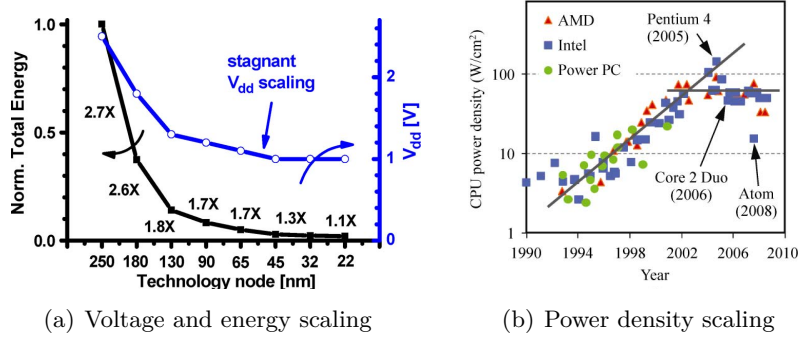 1.0
0.5
0.0
Norm. Total Energy
2.7X
2.6X
1.8X
1.7X
1.7X
1.3X
1.1X
stagnant
Vdd scaling
2
1
0
Vdd [V]
250 180 130 90 65 45 32 22
Technology node [nm]
(a) Voltage and energy scaling
CPU power density (W/cm²)
100
10
1
AMD
Intel
Power PC
Pentium 4
(2005)
Core 2 Duo
(2006)
Atom
(2008)
1990 1994 1998 2002 2006 2010
Year
(b) Power density scaling